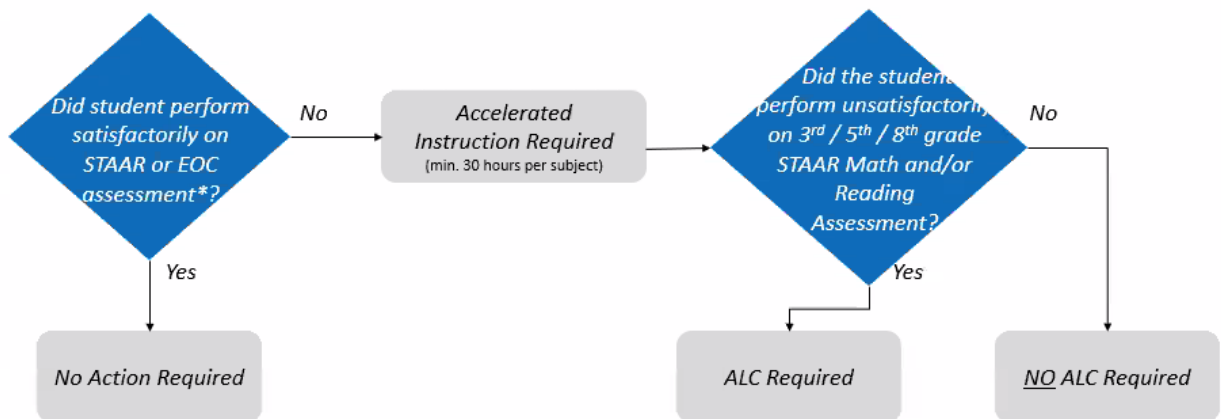 Did student perform
satisfactorily on
STAAR or EOC
assessment*?
No
Accelerated
Instruction Required
(min. 30 hours per subject)
Did the student
perform unsatisfactorily
on 3rd / 5th / 8th grade
STAAR Math and/or
Reading
Assessment?
No
Yes
Yes
No Action Required
ALC Required
NO ALC Required